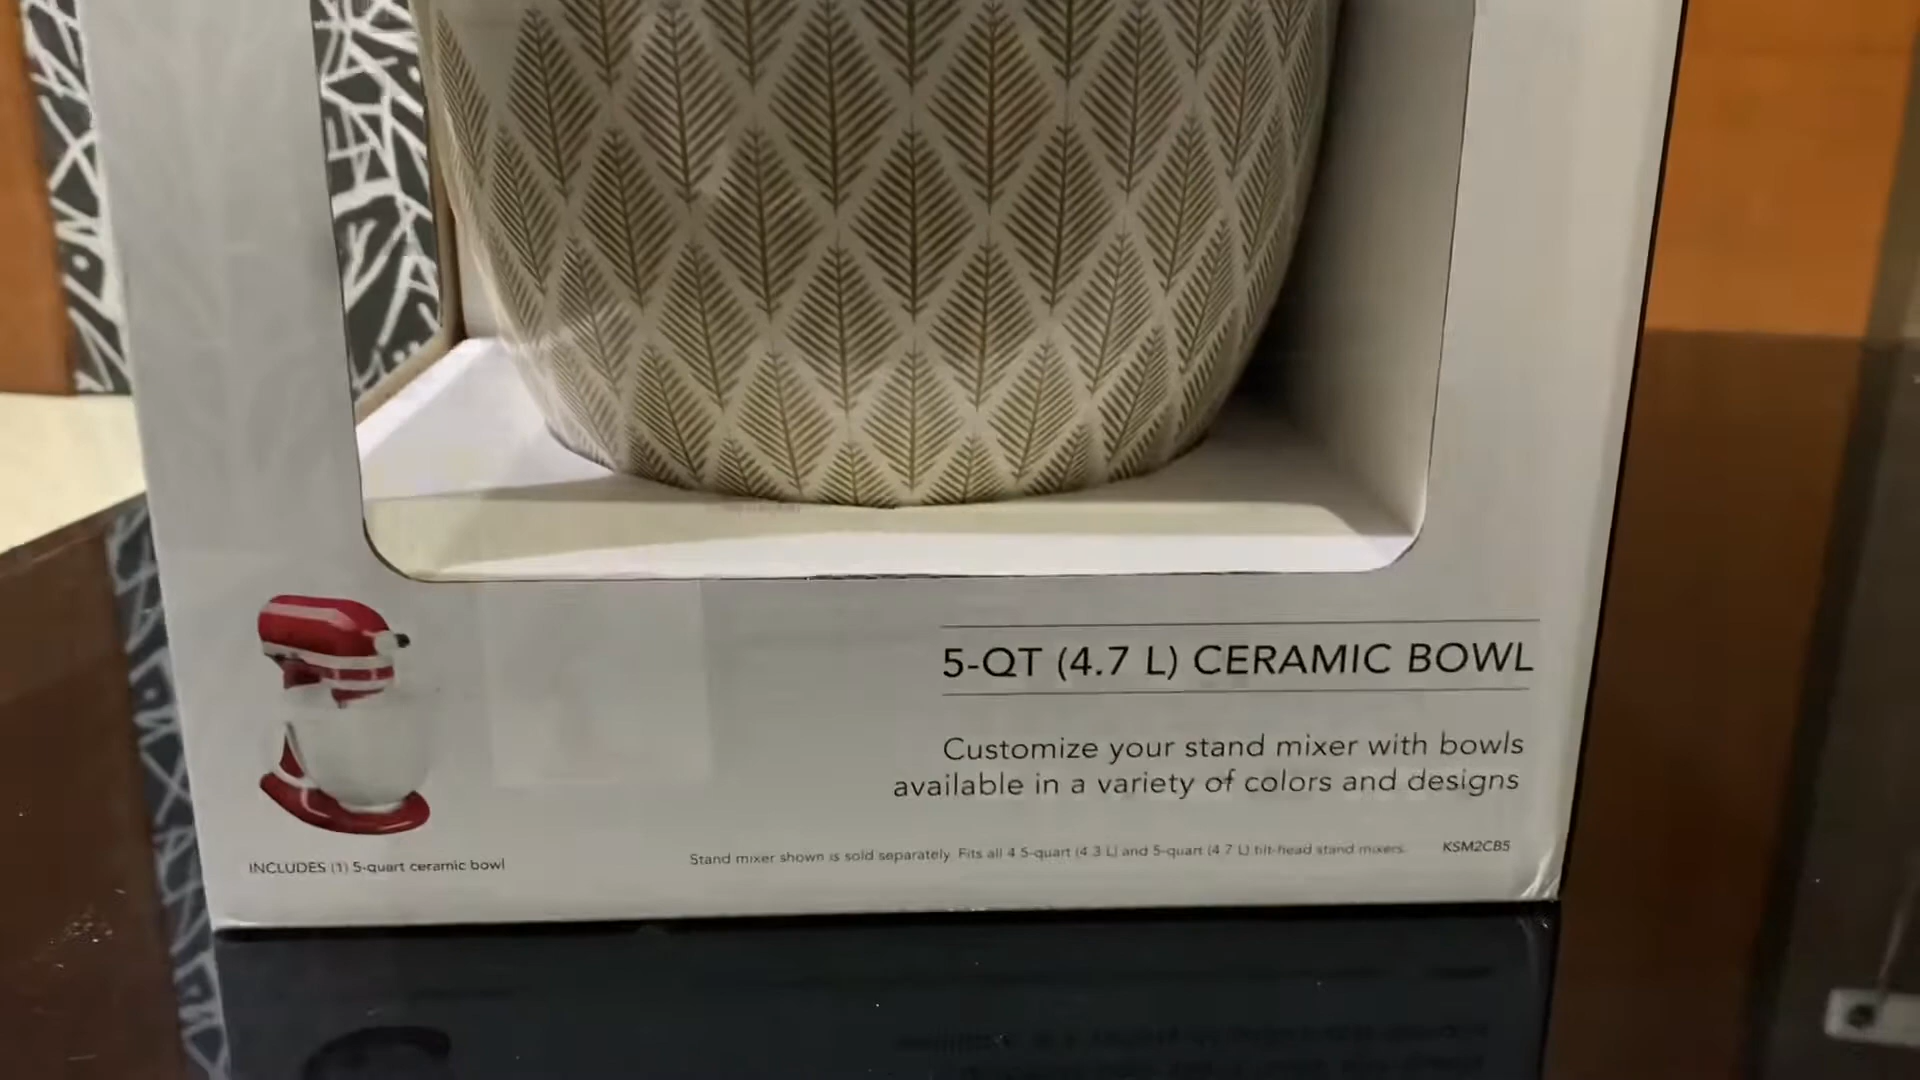 5-QT (4.7 L) CERAMIC BOWL
Customize your stand mixer with bowls
available in a variety of colors and designs
INCLUDES (1) 5-quart ceramic bowl
Stand mixer shown is sold separately. Fits all 4.5-quart (4.3 L) and 5-quart (4.7 L) tilt-head stand mixers.
KSM2CB5